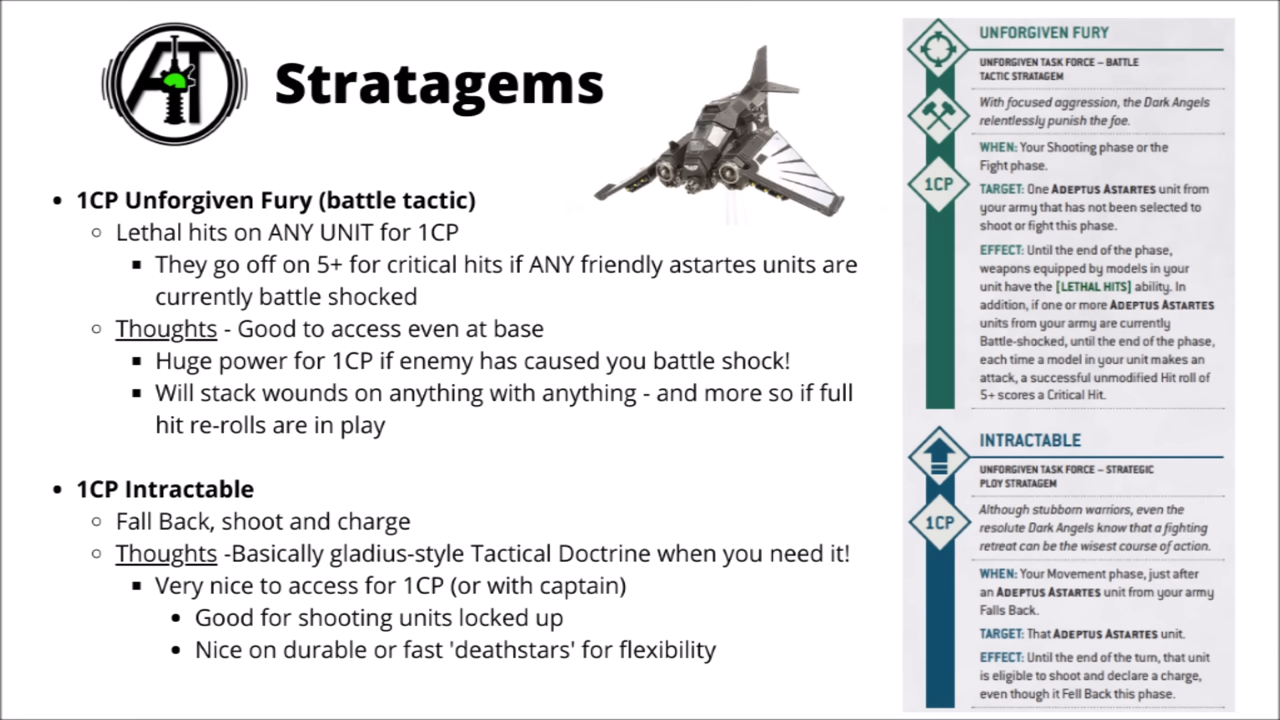 AT
Stratagems
• 1CP Unforgiven Fury (battle tactic)
○ Lethal hits on ANY UNIT for 1CP
▪ They go off on 5+ for critical hits if ANY friendly astartes units are
currently battle shocked
○ Thoughts - Good to access even at base
▪ Huge power for 1CP if enemy has caused you battle shock!
▪ Will stack wounds on anything with anything - and more so if full
hit re-rolls are in play
• 1CP Intractable
○ Fall Back, shoot and charge
○ Thoughts -Basically gladius-style Tactical Doctrine when you need it!
▪ Very nice to access for 1CP (or with captain)
• Good for shooting units locked up
• Nice on durable or fast 'deathstars' for flexibility
UNFORGIVEN FURY
UNFORGIVEN TASK FORCE – BATTLE
TACTIC STRATAGEM
With focused aggression, the Dark Angels
relentlessly punish the foe.
1CP
WHEN: Your Shooting phase or the
Fight phase.
TARGET: One ADEPTUS ASTARTES unit from
your army that has not been selected to
shoot or fight this phase.
EFFECT: Until the end of the phase,
weapons equipped by models in your
unit have the [LETHAL HITS] ability. In
addition, if one or more ADEPTUS ASTARTES
units from your army are currently
Battle-shocked, until the end of the phase,
each time a model in your unit makes an
attack, a successful unmodified Hit roll of
5+ scores a Critical Hit.
INTRACTABLE
UNFORGIVEN TASK FORCE – STRATEGIC
PLOY STRATAGEM
1CP
Although stubborn warriors, even the
resolute Dark Angels know that a fighting
retreat can be the wisest course of action.
WHEN: Your Movement phase, just after
an ADEPTUS ASTARTES unit from your army
Falls Back.
TARGET: That ADEPTUS ASTARTES unit.
EFFECT: Until the end of the turn, that unit
is eligible to shoot and declare a charge,
even though it Fell Back this phase.